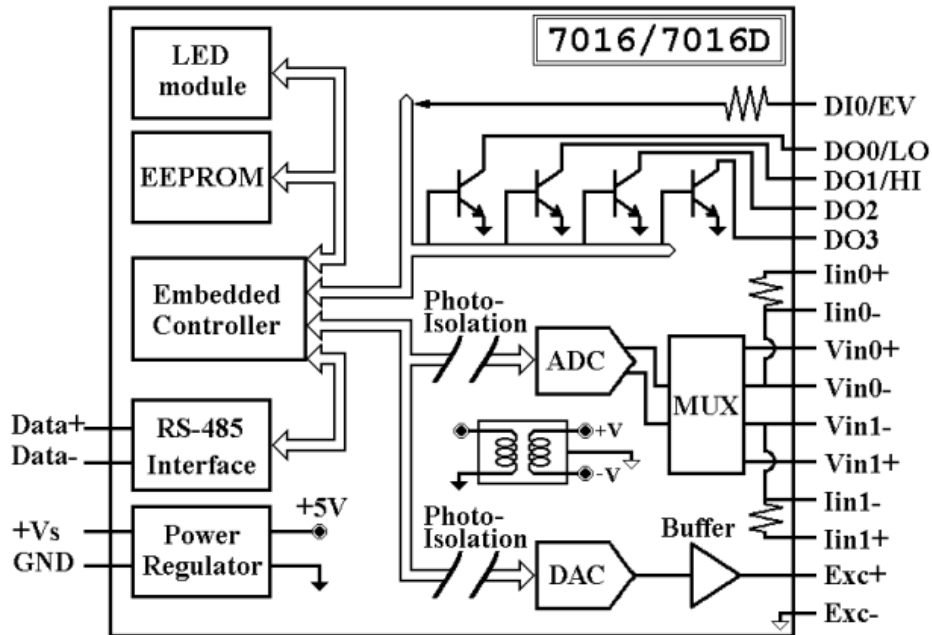 7016/7016D
LED
module
EEPROM
Embedded
Controller
RS-485
Interface
Power
Regulator
Data+
Data-
+Vs
GND
+5V
Photo-
Isolation
ADC
MUX
+V
-V
Photo-
Isolation
DAC
Buffer
DI0/EV
DO0/LO
DO1/HI
DO2
DO3
Iin0+
Iin0-
Vin0+
Vin0-
Vin1-
Vin1+
Iin1-
Iin1+
Exc+
Exc-